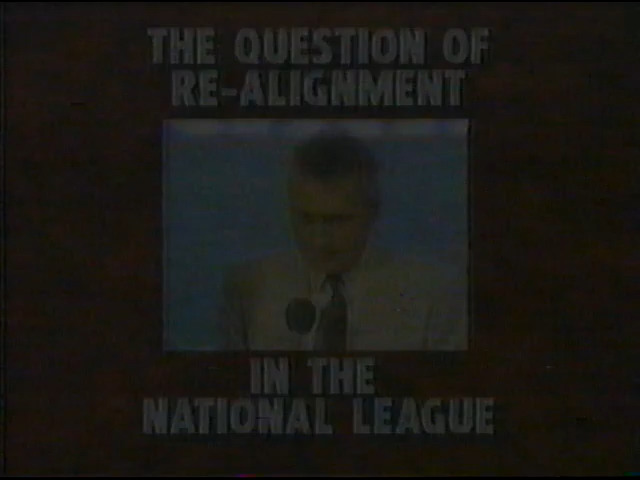 THE QUESTION OF
RE-ALIGNMENT
IN THE
NATIONAL LEAGUE